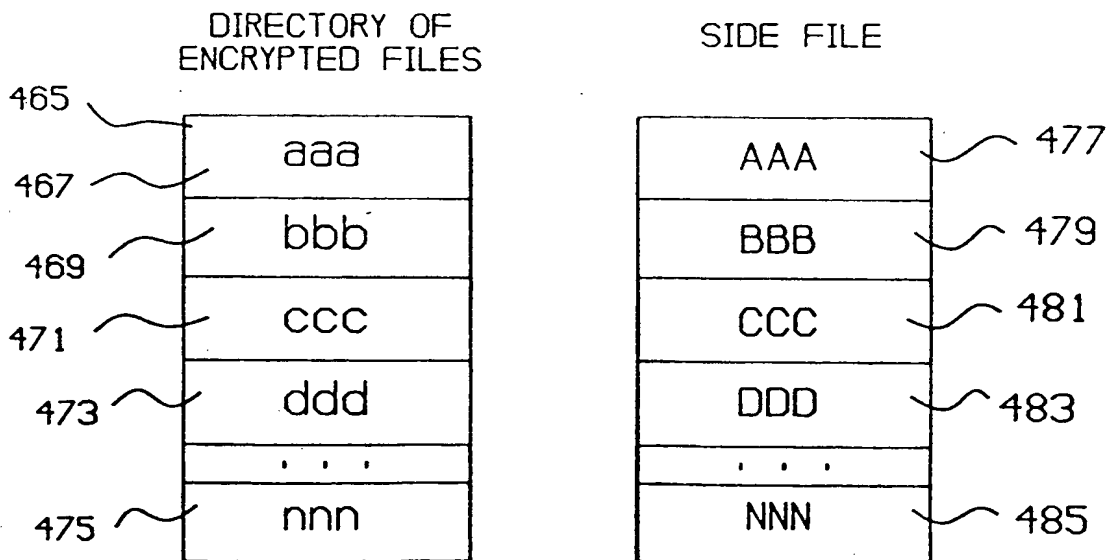 DIRECTORY OF
ENCRYPTED FILES
SIDE FILE
465
467
aaa
469
bbb
471
ccc
473
ddd
. . .
475
nnn
AAA
477
BBB
479
CCC
481
DDD
483
. . .
NNN
485